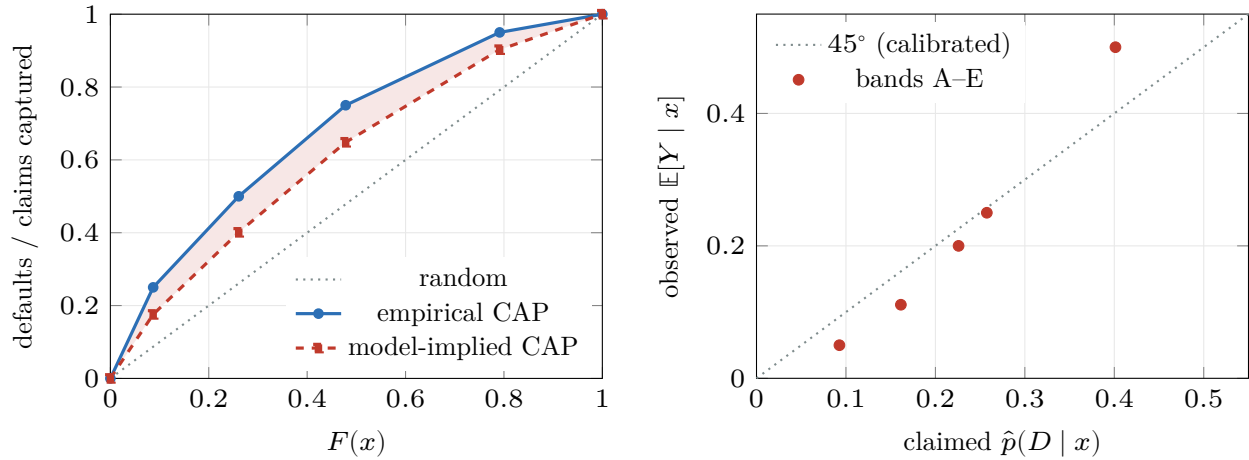 defaults / claims captured
1
0.8
0.6
0.4
0.2
0
0
0.2
0.4
0.6
0.8
1
F(x)
random
empirical CAP
model-implied CAP
observed 𝔼[Y | x]
0.4
0.2
0
0
0.1
0.2
0.3
0.4
0.5
claimed p̂(D | x)
45° (calibrated)
bands A–E